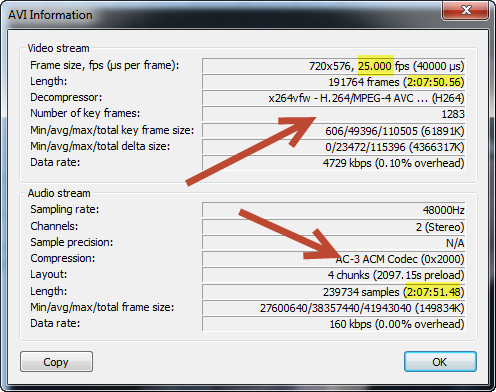 AVI Information
Video stream
Frame size, fps (µs per frame): 720x576, 25.000 fps (40000 µs)
Length: 191764 frames (2:07:50.56)
Decompressor: x264vfw - H.264/MPEG-4 AVC ... (H264)
Number of key frames: 1283
Min/avg/max/total key frame size: 606/49396/110505 (61891K)
Min/avg/max/total delta size: 0/23472/115396 (4366317K)
Data rate: 4729 kbps (0.10% overhead)
Audio stream
Sampling rate: 48000Hz
Channels: 2 (Stereo)
Sample precision: N/A
Compression: AC-3 ACM Codec (0x2000)
Layout: 4 chunks (2097.15s preload)
Length: 239734 samples (2:07:51.48)
Min/avg/max/total frame size: 27600640/38357440/41943040 (149834K)
Data rate: 160 kbps (0.00% overhead)
Copy OK